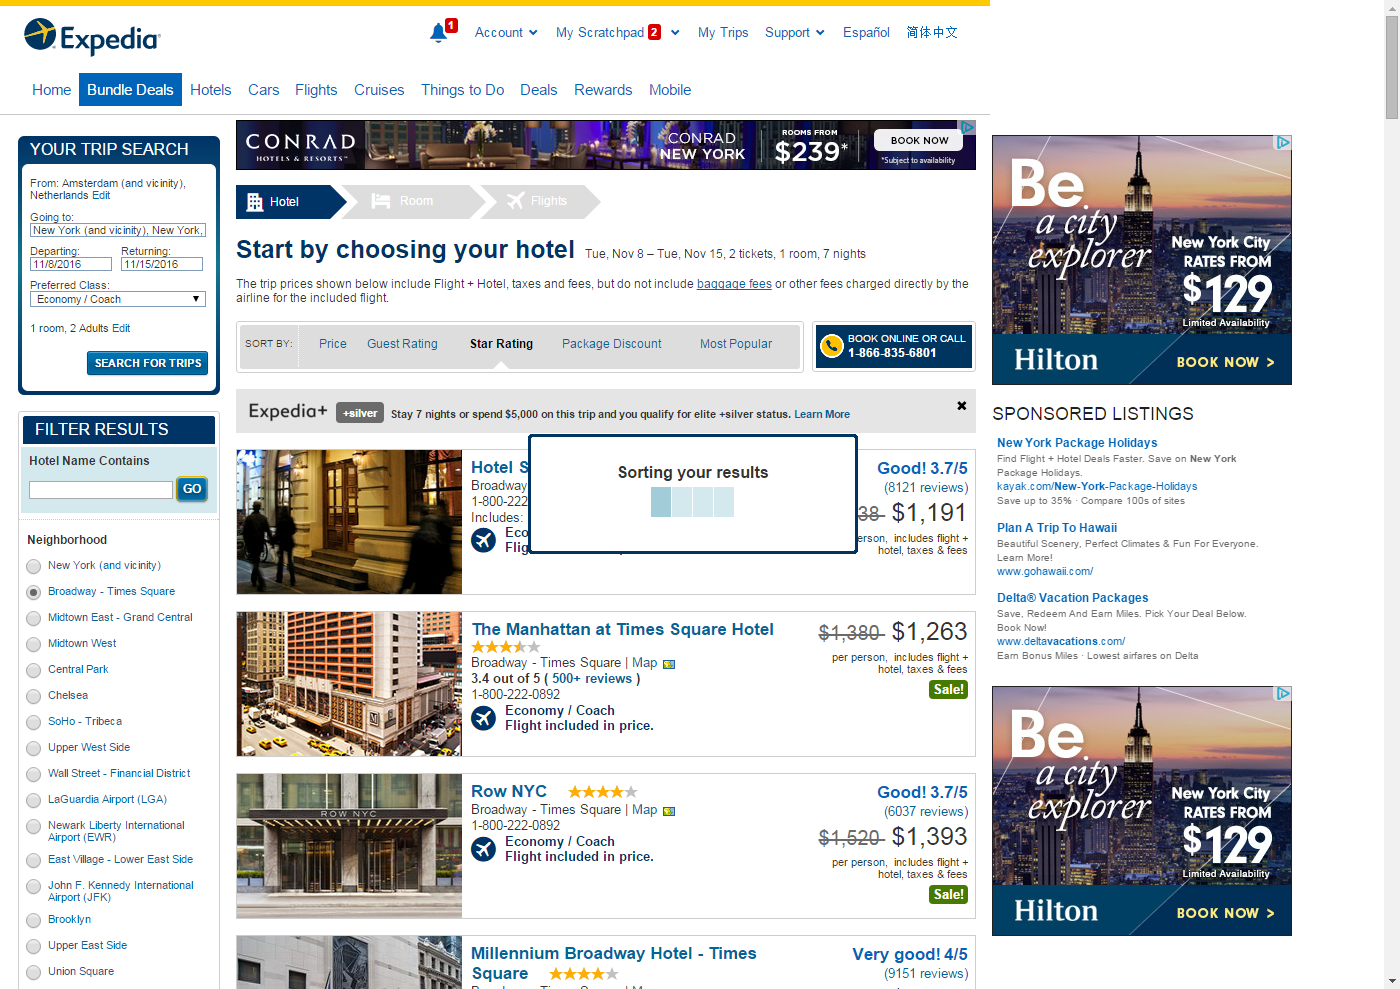 Expedia
1
Account
My Scratchpad 2
My Trips
Support
Español
简体中文
Home
Bundle Deals
Hotels
Cars
Flights
Cruises
Things to Do
Deals
Rewards
Mobile
YOUR TRIP SEARCH
From: Amsterdam (and vicinity),
Netherlands Edit
Going to:
New York (and vicinity), New York,
Departing: Returning:
11/8/2016 11/15/2016
Preferred Class:
Economy / Coach
1 room, 2 Adults Edit
SEARCH FOR TRIPS
FILTER RESULTS
Hotel Name Contains
GO
Neighborhood
New York (and vicinity)
Broadway - Times Square
Midtown East - Grand Central
Midtown West
Central Park
Chelsea
SoHo - Tribeca
Upper West Side
Wall Street - Financial District
LaGuardia Airport (LGA)
Newark Liberty International
Airport (EWR)
East Village - Lower East Side
John F. Kennedy International
Airport (JFK)
Brooklyn
Upper East Side
Union Square
CONRAD
HOTELS & RESORTS™
CONRAD
NEW YORK
ROOMS FROM
$239*
BOOK NOW
*Subject to availability
Hotel
Room
Flights
Start by choosing your hotel Tue, Nov 8 – Tue, Nov 15, 2 tickets, 1 room, 7 nights
The trip prices shown below include Flight + Hotel, taxes and fees, but do not include baggage fees or other fees charged directly by the
airline for the included flight.
SORT BY: Price Guest Rating Star Rating Package Discount Most Popular
BOOK ONLINE OR CALL
1-866-835-6801
Expedia+ +silver Stay 7 nights or spend $5,000 on this trip and you qualify for elite +silver status. Learn More
Sorting your results
Hotel S
Broadway
1-800-222
Includes:
Eco
Flig
Good! 3.7/5
(8121 reviews)
38 $1,191
erson, includes flight +
hotel, taxes & fees
The Manhattan at Times Square Hotel
Broadway - Times Square | Map
3.4 out of 5 ( 500+ reviews )
1-800-222-0892
Economy / Coach
Flight included in price.
$1,380 $1,263
per person, includes flight +
hotel, taxes & fees
Sale!
ROW NYC
Row NYC
Broadway - Times Square | Map
1-800-222-0892
Economy / Coach
Flight included in price.
Good! 3.7/5
(6037 reviews)
$1,520 $1,393
per person, includes flight +
hotel, taxes & fees
Sale!
Millennium Broadway Hotel - Times
Square
Very good! 4/5
(9151 reviews)
Be
a city
explorer
New York City
RATES FROM
$129
Limited Availability
Hilton
BOOK NOW >
SPONSORED LISTINGS
New York Package Holidays
Find Flight + Hotel Deals Faster. Save on New York
Package Holidays.
kayak.com/New-York-Package-Holidays
Save up to 35% · Compare 100s of sites
Plan A Trip To Hawaii
Beautiful Scenery, Perfect Climates & Fun For Everyone.
Learn More!
www.gohawaii.com/
Delta® Vacation Packages
Save, Redeem And Earn Miles. Pick Your Deal Below.
Book Now!
www.deltavacations.com/
Earn Bonus Miles · Lowest airfares on Delta
Be
a city
explorer
New York City
RATES FROM
$129
Limited Availability
Hilton
BOOK NOW >